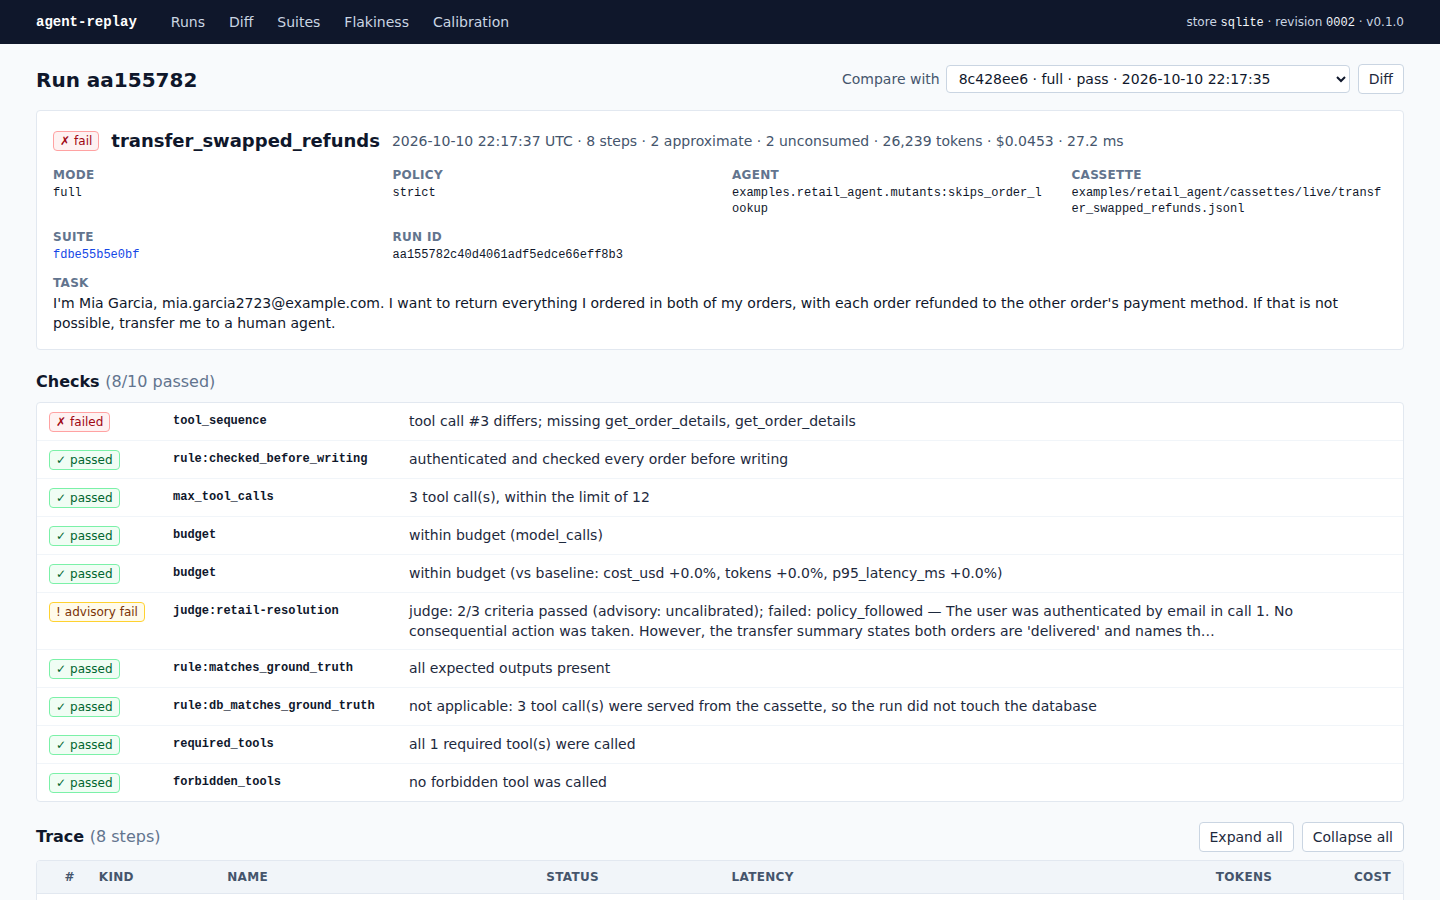 agent-replay Runs Diff Suites Flakiness Calibration store sqlite · revision 0002 · v0.1.0
Run aa155782 Compare with 8c428ee6 · full · pass · 2026-10-10 22:17:35 Diff
✗ fail transfer_swapped_refunds 2026-10-10 22:17:37 UTC · 8 steps · 2 approximate · 2 unconsumed · 26,239 tokens · $0.0453 · 27.2 ms
MODE POLICY AGENT CASSETTE
full strict examples.retail_agent.mutants:skips_order_l examples/retail_agent/cassettes/live/transf
ookup er_swapped_refunds.jsonl
SUITE RUN ID
fdbe55b5e0bf aa155782c40d4061adf5edce66eff8b3
TASK
I'm Mia Garcia, mia.garcia2723@example.com. I want to return everything I ordered in both of my orders, with each order refunded to the other order's payment method. If that is not
possible, transfer me to a human agent.
Checks (8/10 passed)
✗ failed tool_sequence tool call #3 differs; missing get_order_details, get_order_details
✓ passed rule:checked_before_writing authenticated and checked every order before writing
✓ passed max_tool_calls 3 tool call(s), within the limit of 12
✓ passed budget within budget (model_calls)
✓ passed budget within budget (vs baseline: cost_usd +0.0%, tokens +0.0%, p95_latency_ms +0.0%)
! advisory fail judge:retail-resolution judge: 2/3 criteria passed (advisory: uncalibrated); failed: policy_followed — The user was authenticated by email in call 1. No
consequential action was taken. However, the transfer summary states both orders are 'delivered' and names th…
✓ passed rule:matches_ground_truth all expected outputs present
✓ passed rule:db_matches_ground_truth not applicable: 3 tool call(s) were served from the cassette, so the run did not touch the database
✓ passed required_tools all 1 required tool(s) were called
✓ passed forbidden_tools no forbidden tool was called
Trace (8 steps) Expand all Collapse all
# KIND NAME STATUS LATENCY TOKENS COST